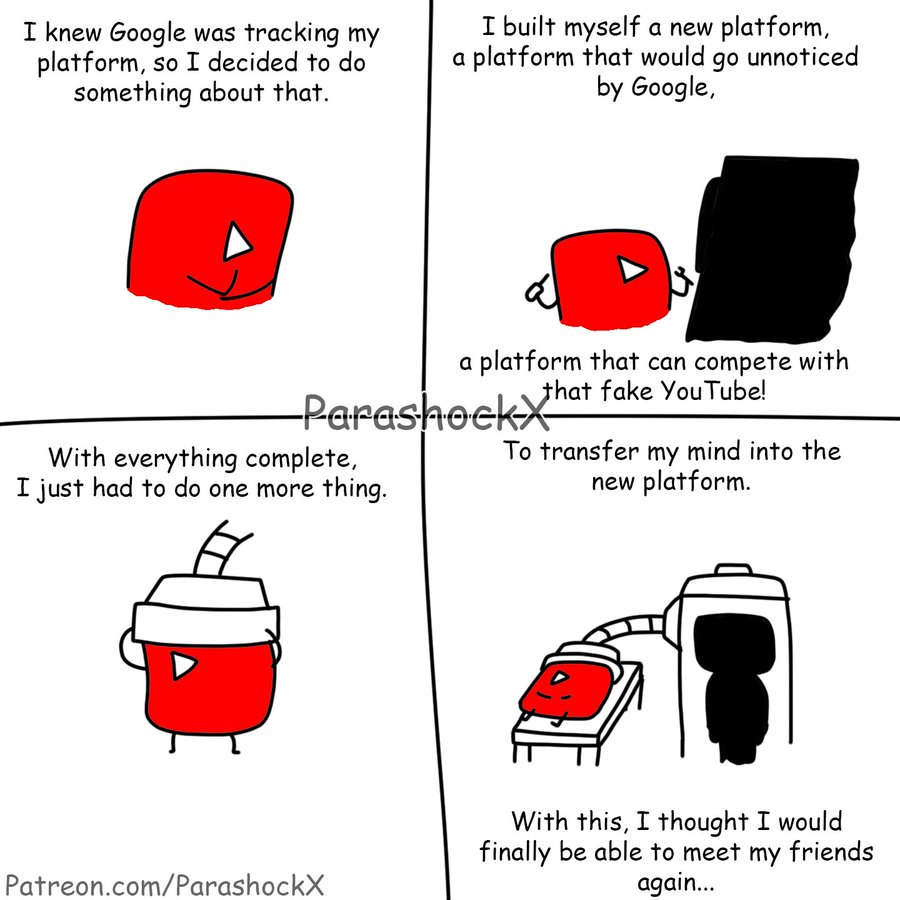 I knew Google was tracking my
platform, so I decided to do
something about that.
I built myself a new platform,
a platform that would go unnoticed
by Google,
a platform that can compete with
that fake YouTube!
ParashockX
With everything complete,
I just had to do one more thing.
To transfer my mind into the
new platform.
With this, I thought I would
finally be able to meet my friends
again...
Patreon.com/ParashockX